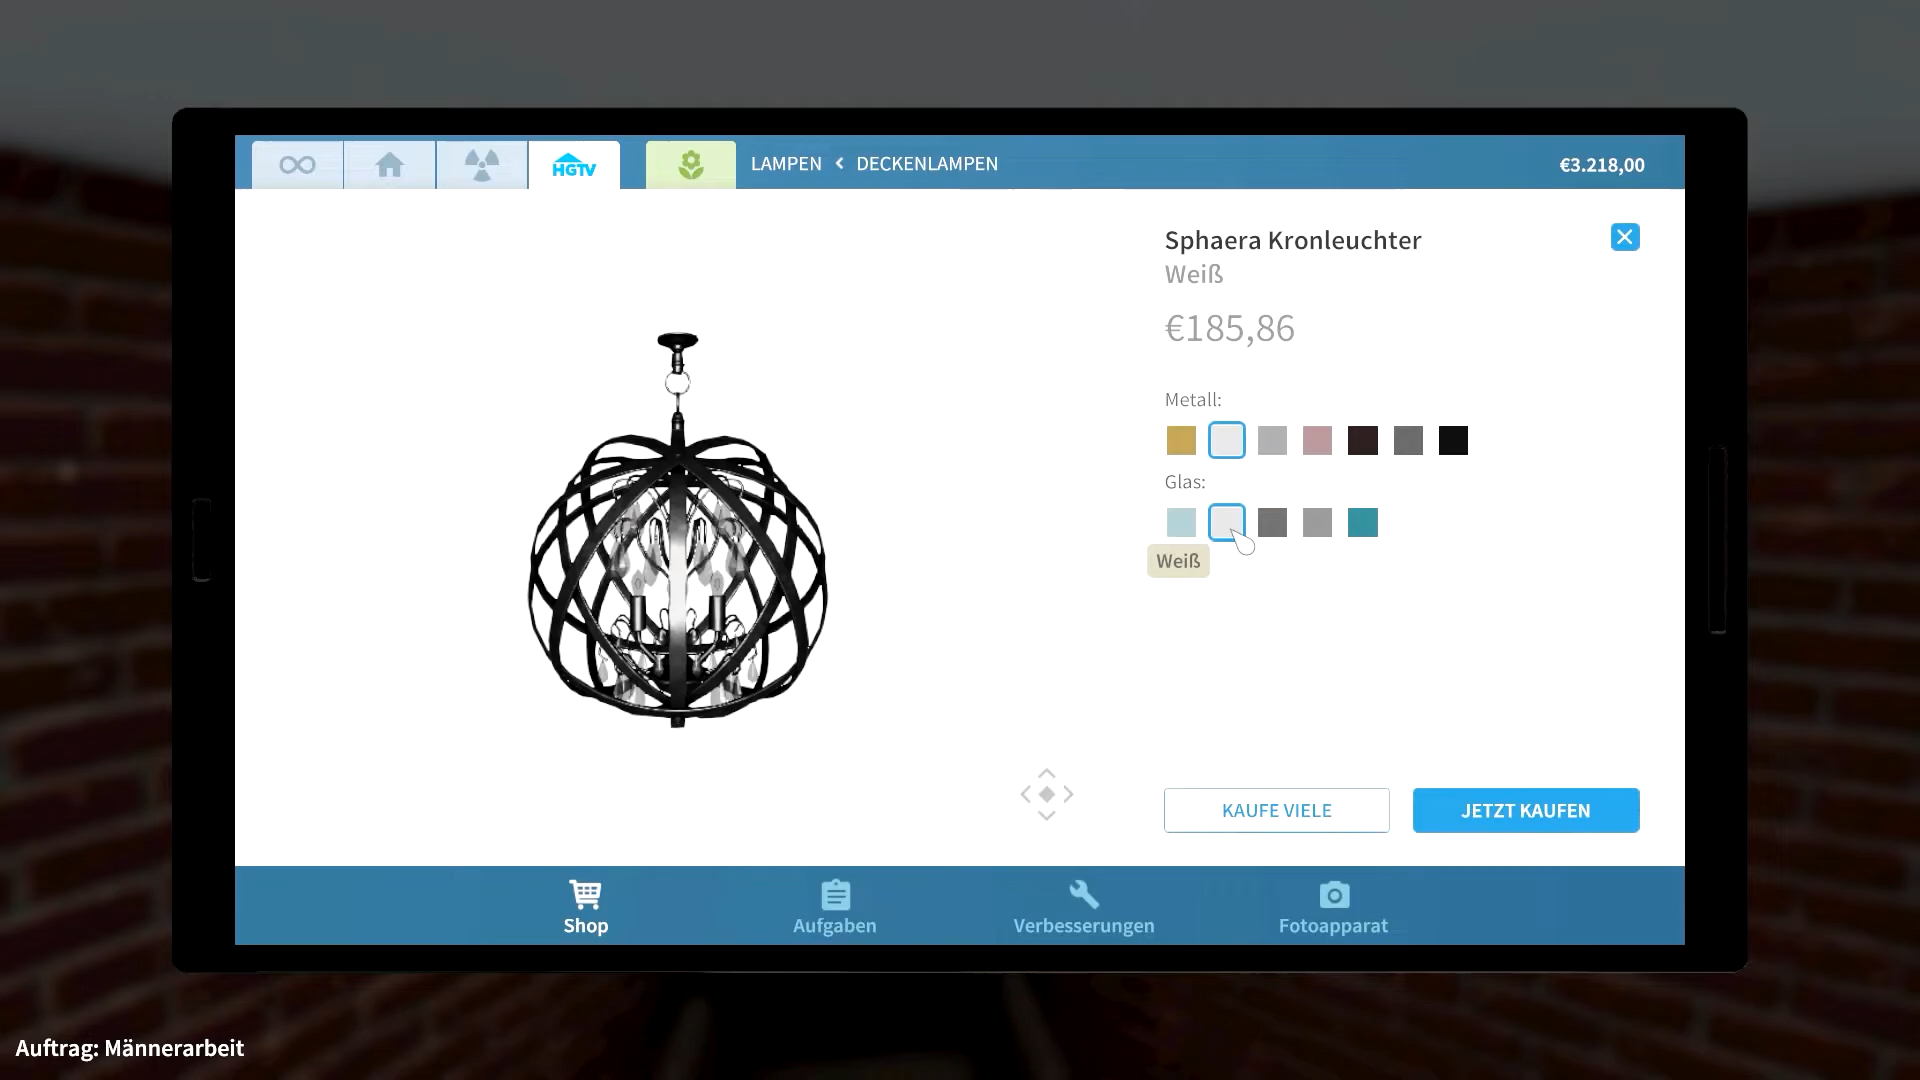 HGTV
LAMPEN < DECKENLAMPEN
€3.218,00
Sphaera Kronleuchter
Weiß
€185,86
Metall:
Glas:
Weiß
KAUFE VIELE
JETZT KAUFEN
Shop
Aufgaben
Verbesserungen
Fotoapparat
Auftrag: Männerarbeit